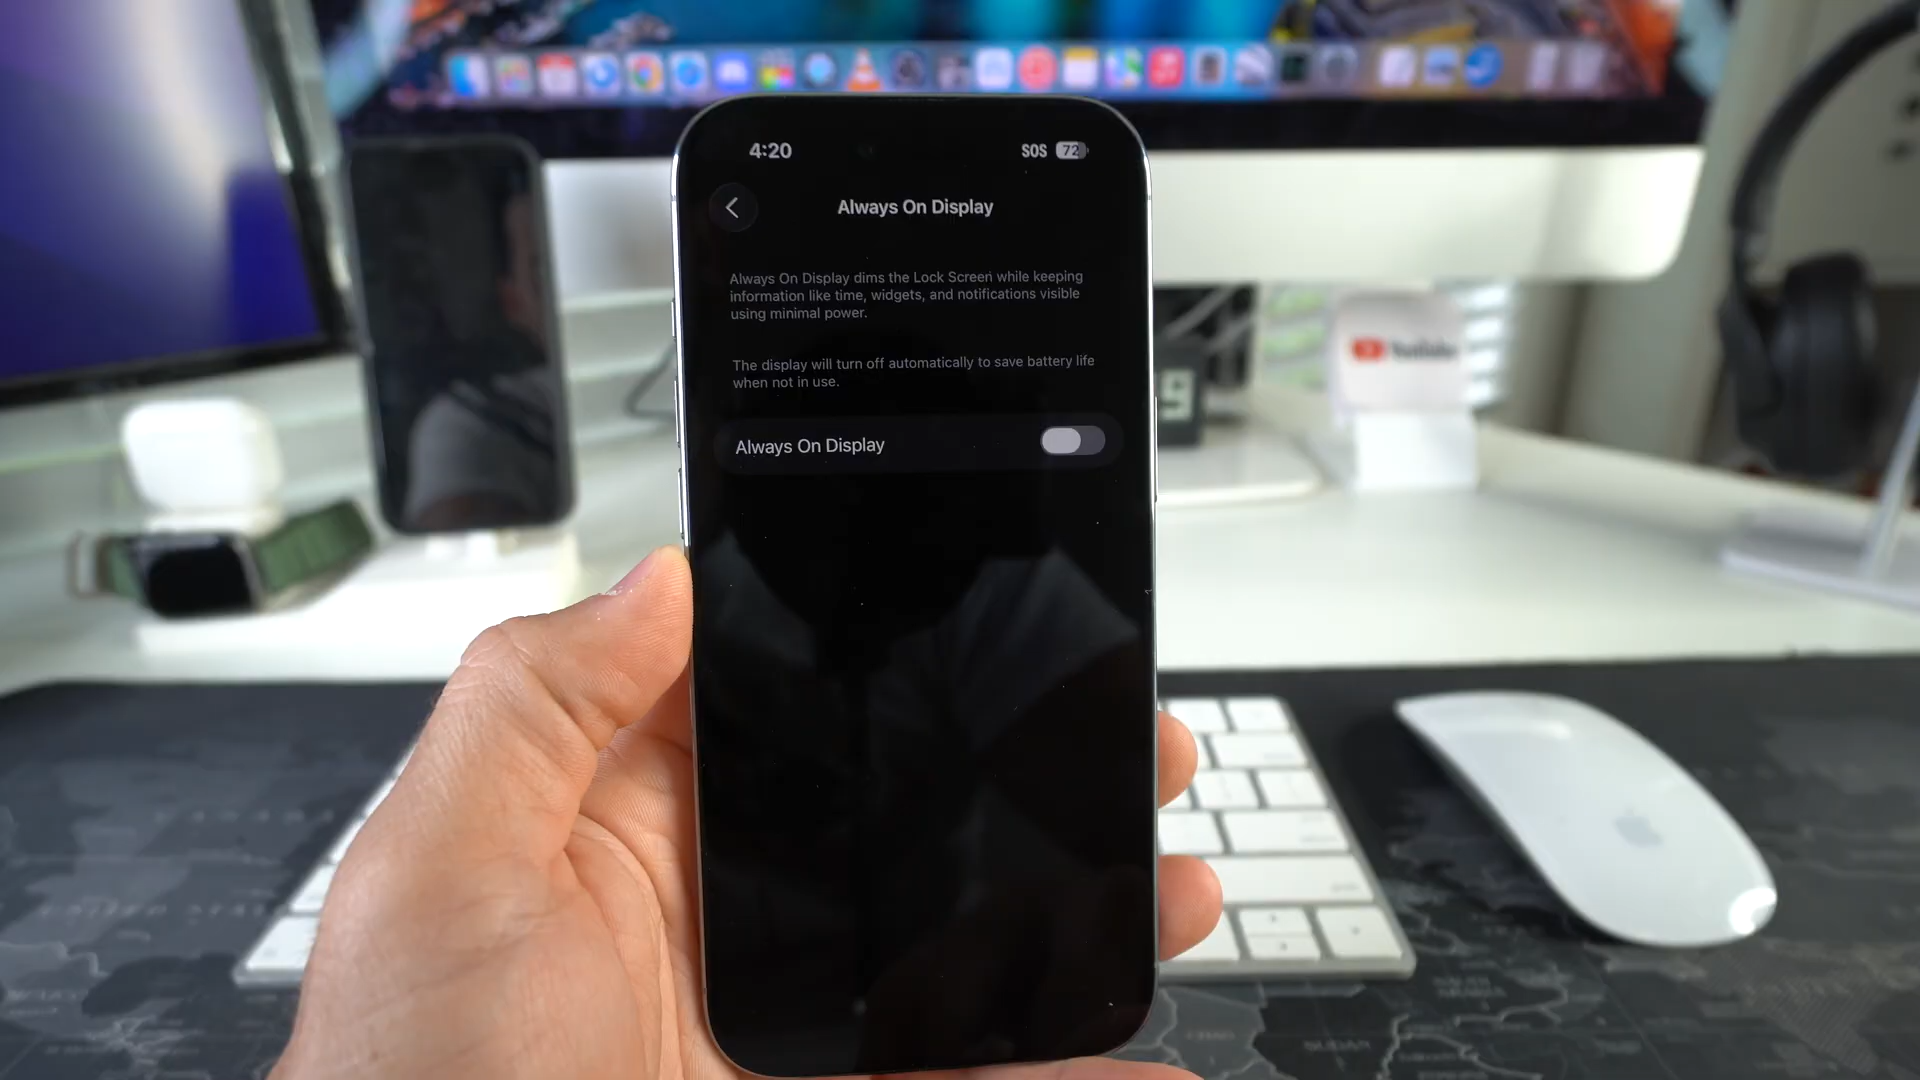 4:20
SOS 72
Always On Display
Always On Display dims the Lock Screen while keeping
information like time, widgets, and notifications visible
using minimal power.
The display will turn off automatically to save battery life
when not in use.
Always On Display
9
YouTube